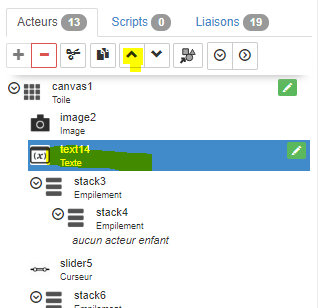 Acteurs 13 Scripts 0 Liaisons 19
canvas1
Toile
image2
Image
(x) text14
Texte
stack3
Empilement
stack4
Empilement
aucun acteur enfant
slider5
Curseur
stack6
Empilement